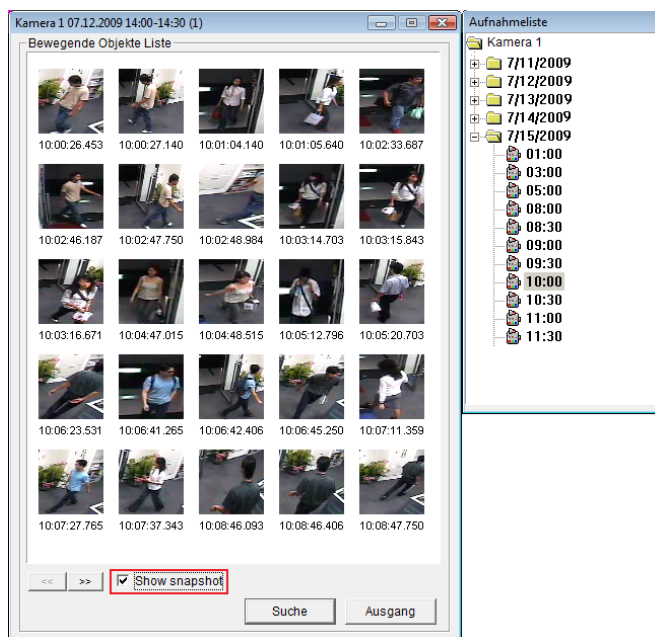 Kamera 1 07.12.2009 14:00-14:30 (1)
Bewegende Objekte Liste
10:00:26.453 10:00:27.140 10:01:04.140 10:01:05.640 10:02:33.687
10:02:46.187 10:02:47.750 10:02:48.984 10:03:14.703 10:03:15.843
10:03:16.671 10:04:47.015 10:04:48.515 10:05:12.796 10:05:20.703
10:06:23.531 10:06:41.265 10:06:42.406 10:06:45.250 10:07:11.359
10:07:27.765 10:07:37.343 10:08:46.093 10:08:46.406 10:08:47.750
<< >> Show snapshot
Suche Ausgang
Aufnahmeliste
Kamera 1
7/11/2009
7/12/2009
7/13/2009
7/14/2009
7/15/2009
01:00
03:00
05:00
08:00
08:30
09:00
09:30
10:00
10:30
11:00
11:30